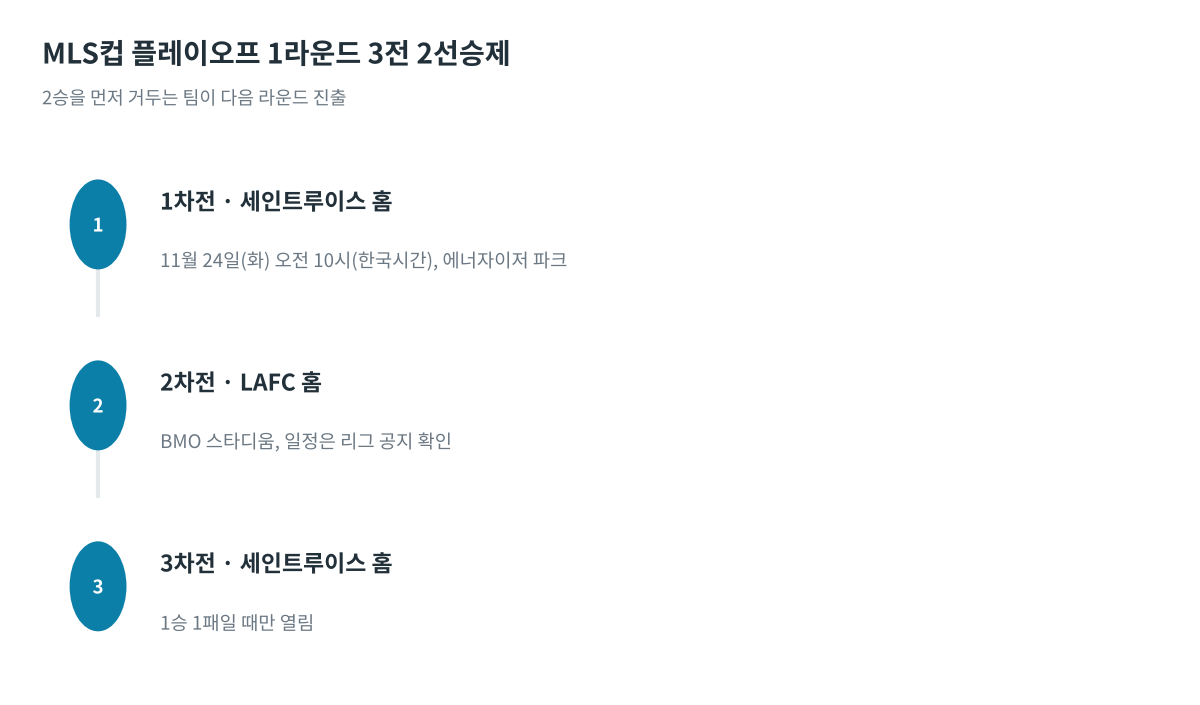 MLS컵 플레이오프 1라운드 3전 2선승제
2승을 먼저 거두는 팀이 다음 라운드 진출
1
1차전 · 세인트루이스 홈
11월 24일(화) 오전 10시(한국시간), 에너자이저 파크
2
2차전 · LAFC 홈
BMO 스타디움, 일정은 리그 공지 확인
3
3차전 · 세인트루이스 홈
1승 1패일 때만 열림